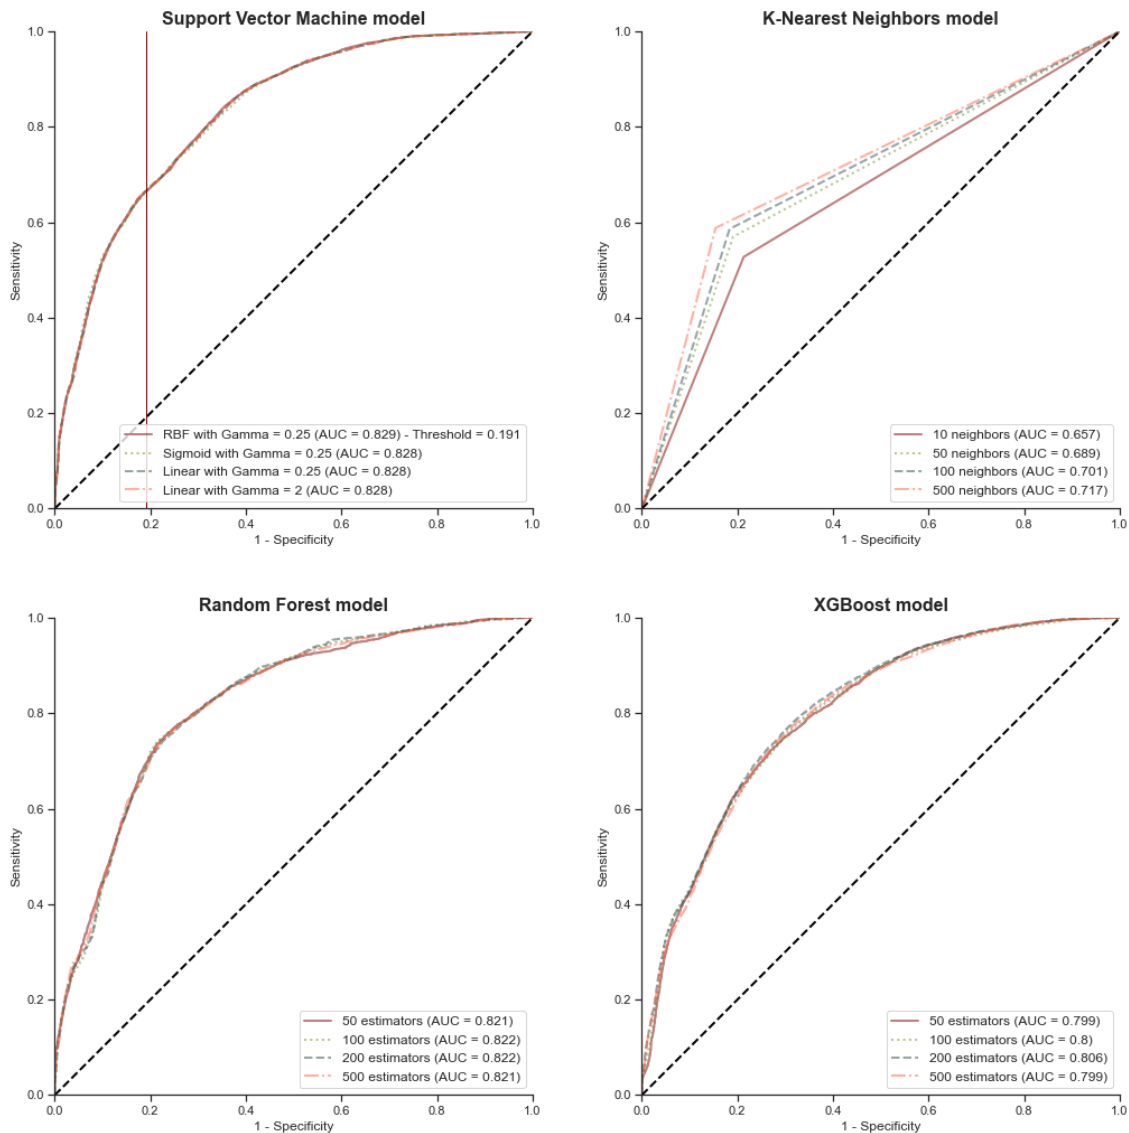 Support Vector Machine model
1.0
0.8
0.6
0.4
0.2
0.0
Sensitivity
RBF with Gamma = 0.25 (AUC = 0.829) - Threshold = 0.191
Sigmoid with Gamma = 0.25 (AUC = 0.828)
Linear with Gamma = 0.25 (AUC = 0.828)
Linear with Gamma = 2 (AUC = 0.828)
0.0 0.2 0.4 0.6 0.8 1.0
1 - Specificity
K-Nearest Neighbors model
1.0
0.8
0.6
0.4
0.2
0.0
Sensitivity
10 neighbors (AUC = 0.657)
50 neighbors (AUC = 0.689)
100 neighbors (AUC = 0.701)
500 neighbors (AUC = 0.717)
0.0 0.2 0.4 0.6 0.8 1.0
1 - Specificity
Random Forest model
1.0
0.8
0.6
0.4
0.2
0.0
Sensitivity
50 estimators (AUC = 0.821)
100 estimators (AUC = 0.822)
200 estimators (AUC = 0.822)
500 estimators (AUC = 0.821)
0.0 0.2 0.4 0.6 0.8 1.0
1 - Specificity
XGBoost model
1.0
0.8
0.6
0.4
0.2
0.0
Sensitivity
50 estimators (AUC = 0.799)
100 estimators (AUC = 0.8)
200 estimators (AUC = 0.806)
500 estimators (AUC = 0.799)
0.0 0.2 0.4 0.6 0.8 1.0
1 - Specificity